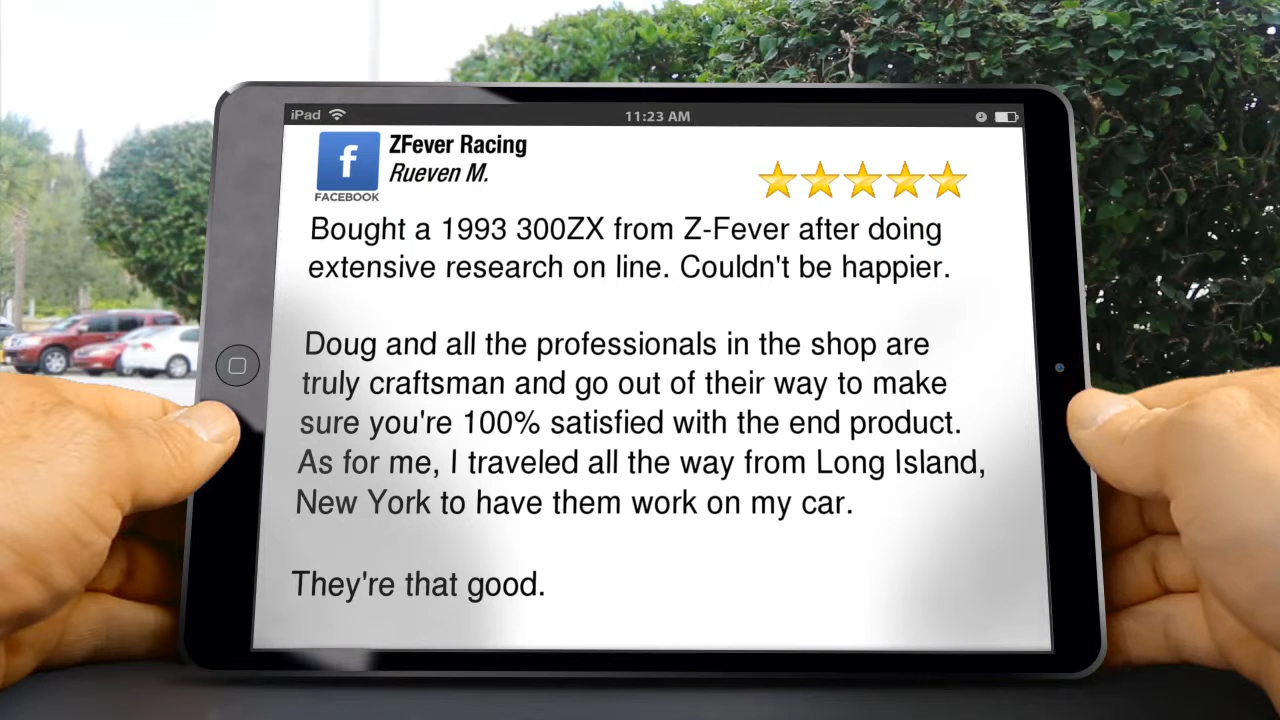 iPad 11:23 AM
f
FACEBOOK
ZFever Racing
Rueven M.
Bought a 1993 300ZX from Z-Fever after doing
extensive research on line. Couldn't be happier.
Doug and all the professionals in the shop are
truly craftsman and go out of their way to make
sure you're 100% satisfied with the end product.
As for me, I traveled all the way from Long Island,
New York to have them work on my car.
They're that good.